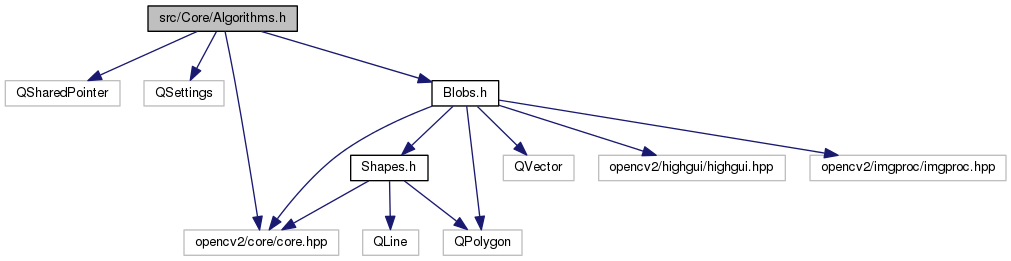 src/Core/Algorithms.h
QSharedPointer
QSettings
Blobs.h
Shapes.h
QVector
opencv2/highgui/highgui.hpp
opencv2/imgproc/imgproc.hpp
opencv2/core/core.hpp
QLine
QPolygon